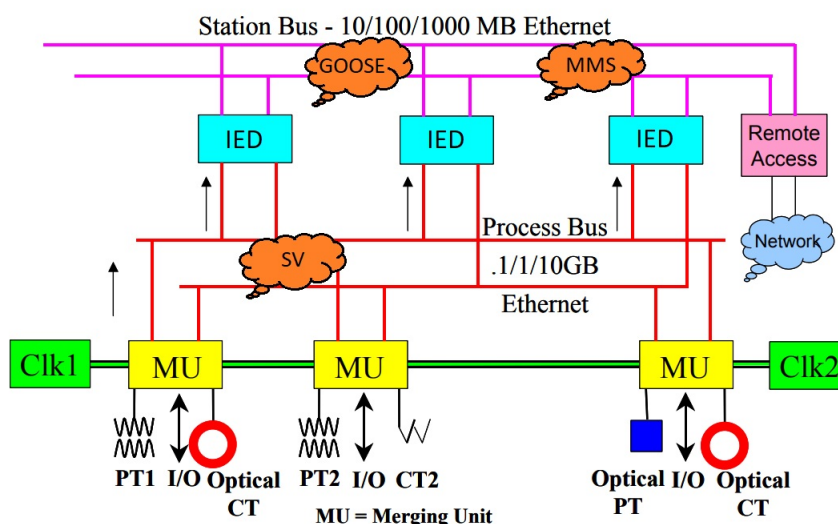 Station Bus - 10/100/1000 MB Ethernet
GOOSE
MMS
IED
IED
IED
Remote
Access
Process Bus
Network
SV
.1/1/10GB
Ethernet
Clk1
MU
MU
MU
Clk2
PT1
I/O
Optical
CT
PT2
I/O
CT2
Optical
PT
I/O
Optical
CT
MU = Merging Unit